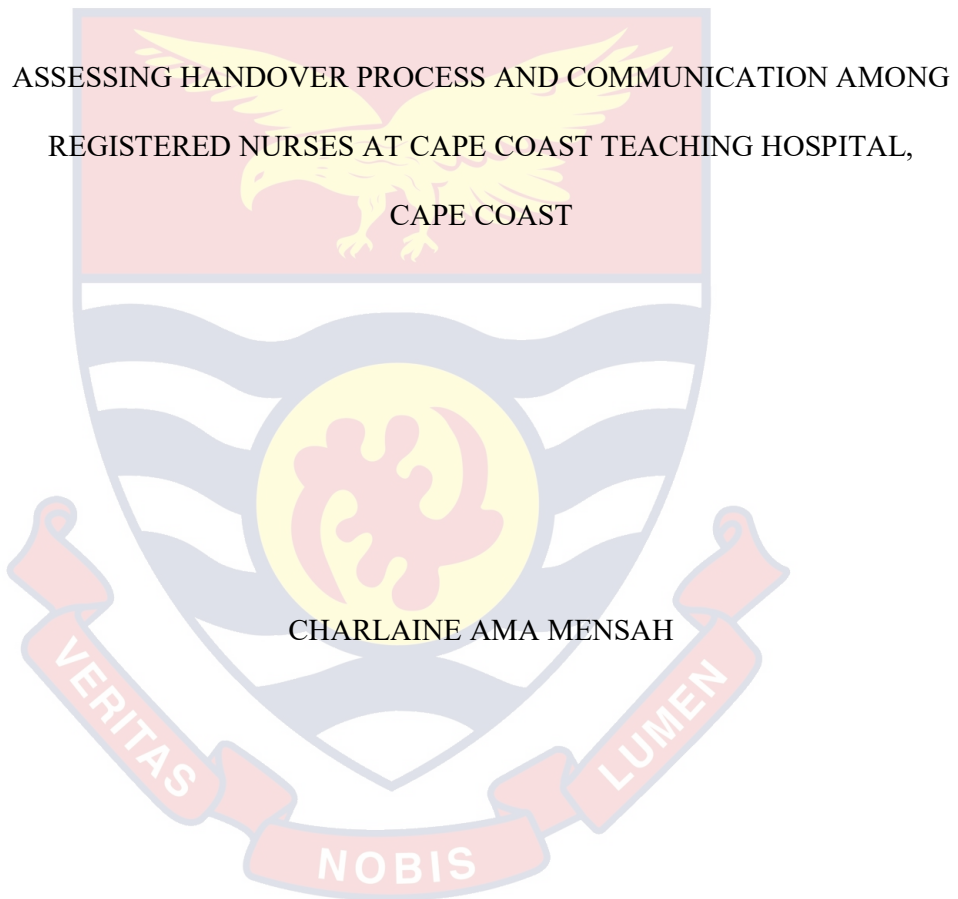 ASSESSING HANDOVER PROCESS AND COMMUNICATION AMONG
REGISTERED NURSES AT CAPE COAST TEACHING HOSPITAL,
CAPE COAST
CHARLAINE AMA MENSAH
VERITAS
NOBIS
LUMEN